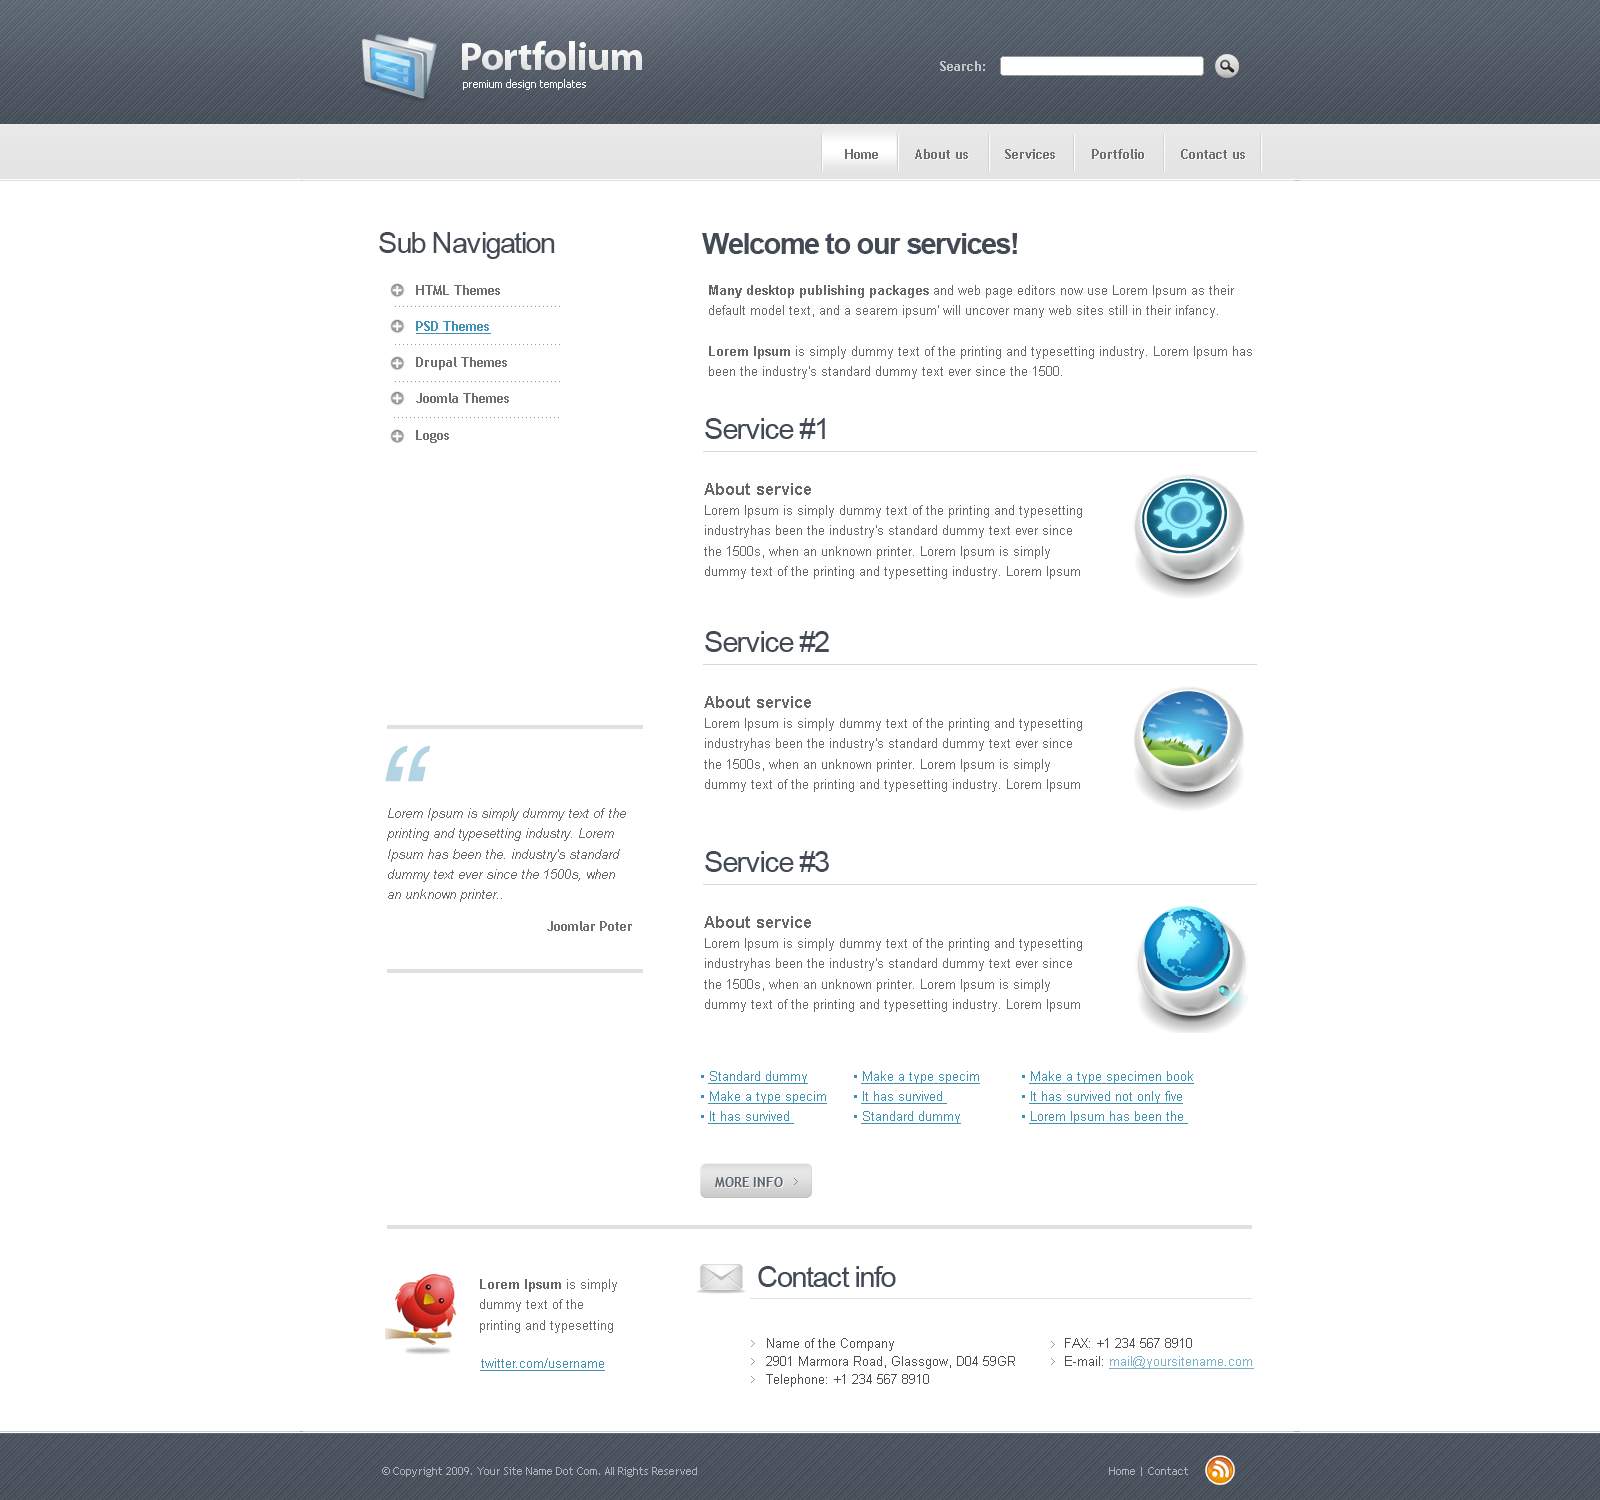 Portfolium
premium design templates
Search:
Home
About us
Services
Portfolio
Contact us
Sub Navigation
HTML Themes
PSD Themes
Drupal Themes
Joomla Themes
Logos
Welcome to our services!
Many desktop publishing packages and web page editors now use Lorem Ipsum as their
default model text, and a searem ipsum' will uncover many web sites still in their infancy.
Lorem Ipsum is simply dummy text of the printing and typesetting industry. Lorem Ipsum has
been the industry's standard dummy text ever since the 1500.
Service #1
About service
Lorem Ipsum is simply dummy text of the printing and typesetting
industryhas been the industry's standard dummy text ever since
the 1500s, when an unknown printer. Lorem Ipsum is simply
dummy text of the printing and typesetting industry. Lorem Ipsum
Service #2
About service
Lorem Ipsum is simply dummy text of the printing and typesetting
industryhas been the industry's standard dummy text ever since
the 1500s, when an unknown printer. Lorem Ipsum is simply
dummy text of the printing and typesetting industry. Lorem Ipsum
“
Lorem Ipsum is simply dummy text of the
printing and typesetting industry. Lorem
Ipsum has been the. industry's standard
dummy text ever since the 1500s, when
an unknown printer..
Joomlar Poter
Service #3
About service
Lorem Ipsum is simply dummy text of the printing and typesetting
industryhas been the industry's standard dummy text ever since
the 1500s, when an unknown printer. Lorem Ipsum is simply
dummy text of the printing and typesetting industry. Lorem Ipsum
▪ Standard dummy
▪ Make a type specim
▪ It has survived
▪ Make a type specim
▪ It has survived
▪ Standard dummy
▪ Make a type specimen book
▪ It has survived not only five
▪ Lorem Ipsum has been the
MORE INFO >
Lorem Ipsum is simply
dummy text of the
printing and typesetting
twitter.com/username
Contact info
Name of the Company
2901 Marmora Road, Glassgow, D04 59GR
Telephone: +1 234 567 8910
FAX: +1 234 567 8910
E-mail: mail@yoursitename.com
© Copyright 2009. Your Site Name Dot Com. All Rights Reserved
Home | Contact